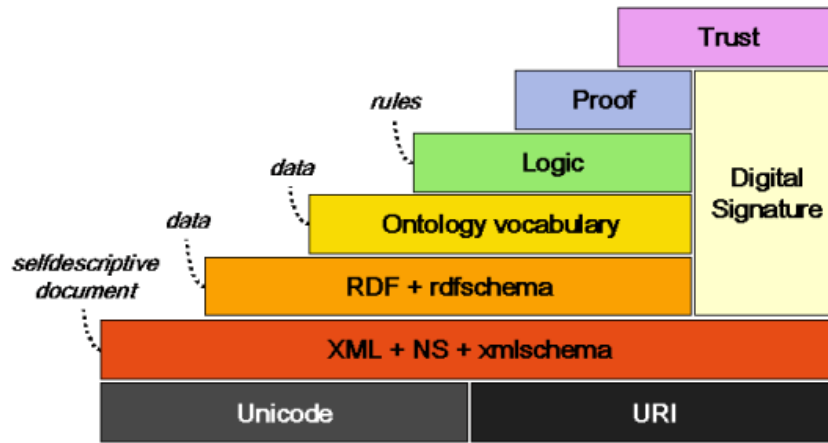 Trust
Proof
rules
Logic
Digital
Signature
data
Ontology vocabulary
data
RDF + rdfschema
selfdescriptive
document
XML + NS + xmlschema
Unicode
URI